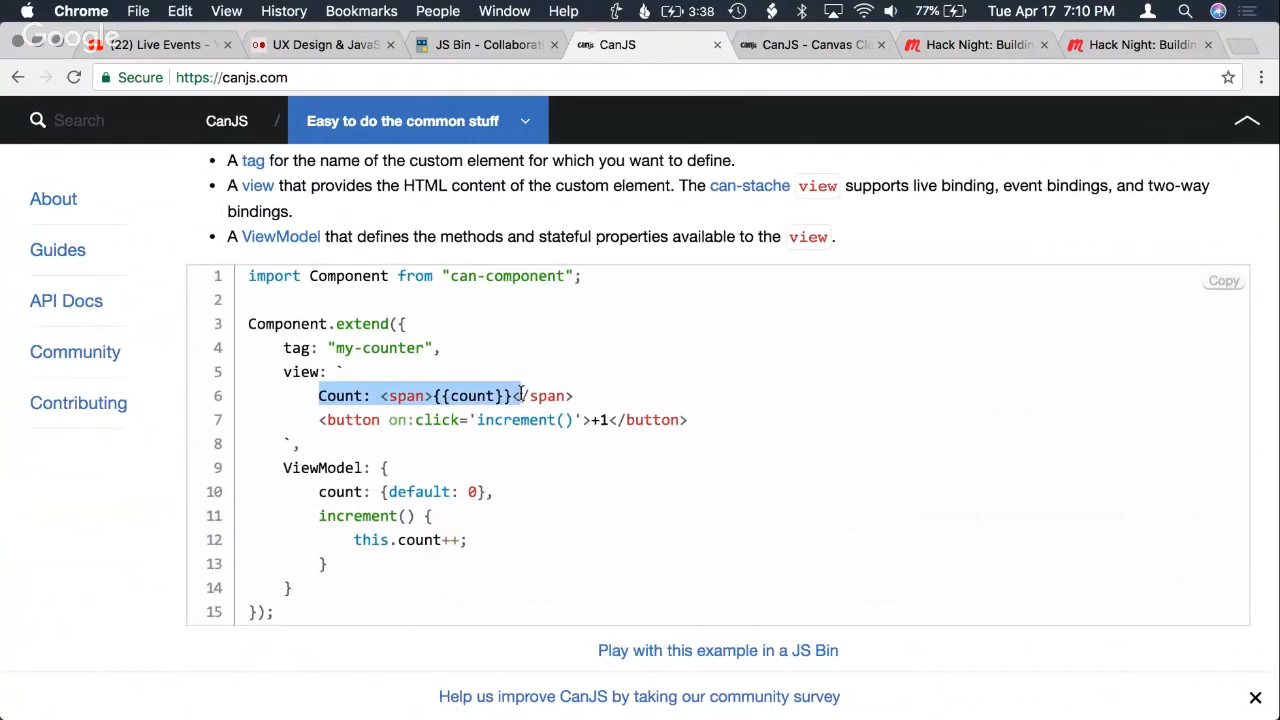 Chrome File Edit View History Bookmarks People Window Help 3:38 77% Tue Apr 17 7:10 PM
Google
(22) Live Events - Y × UX Design & JavaS × JS Bin - Collaborat × CanJS × CanJS - Canvas Clo × Hack Night: Buildin × Hack Night: Buildin ×
Secure https://canjs.com
Search CanJS / Easy to do the common stuff
About
Guides
API Docs
Community
Contributing
• A tag for the name of the custom element for which you want to define.
• A view that provides the HTML content of the custom element. The can-stache view supports live binding, event bindings, and two-way
bindings.
• A ViewModel that defines the methods and stateful properties available to the view.
Copy
1 import Component from "can-component";
2
3 Component.extend({
4 tag: "my-counter",
5 view: `
6 Count: <span>{{count}}</span>
7 <button on:click='increment()'>+1</button>
8 `,
9 ViewModel: {
10 count: {default: 0},
11 increment() {
12 this.count++;
13 }
14 }
15 });
Play with this example in a JS Bin
Help us improve CanJS by taking our community survey ×